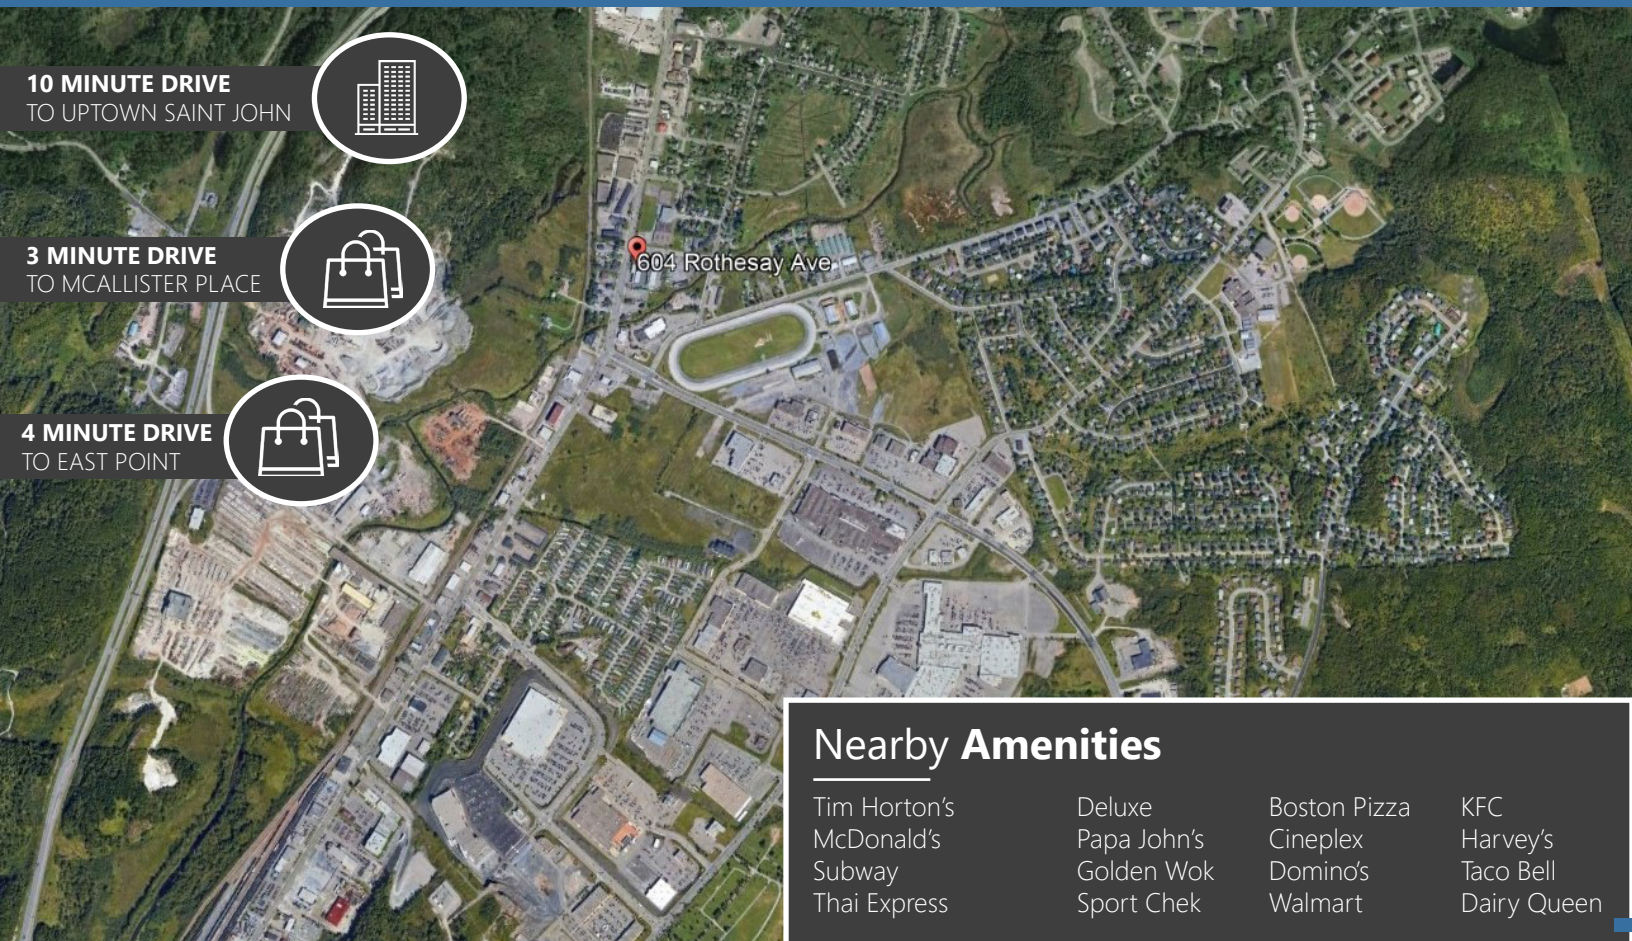 10 MINUTE DRIVE
TO UPTOWN SAINT JOHN
3 MINUTE DRIVE
TO MCALLISTER PLACE
604 Rothesay Ave
4 MINUTE DRIVE
TO EAST POINT
Nearby Amenities
Tim Horton's
McDonald's
Subway
Thai Express
Deluxe
Papa John's
Golden Wok
Sport Chek
Boston Pizza
Cineplex
Domino's
Walmart
KFC
Harvey's
Taco Bell
Dairy Queen